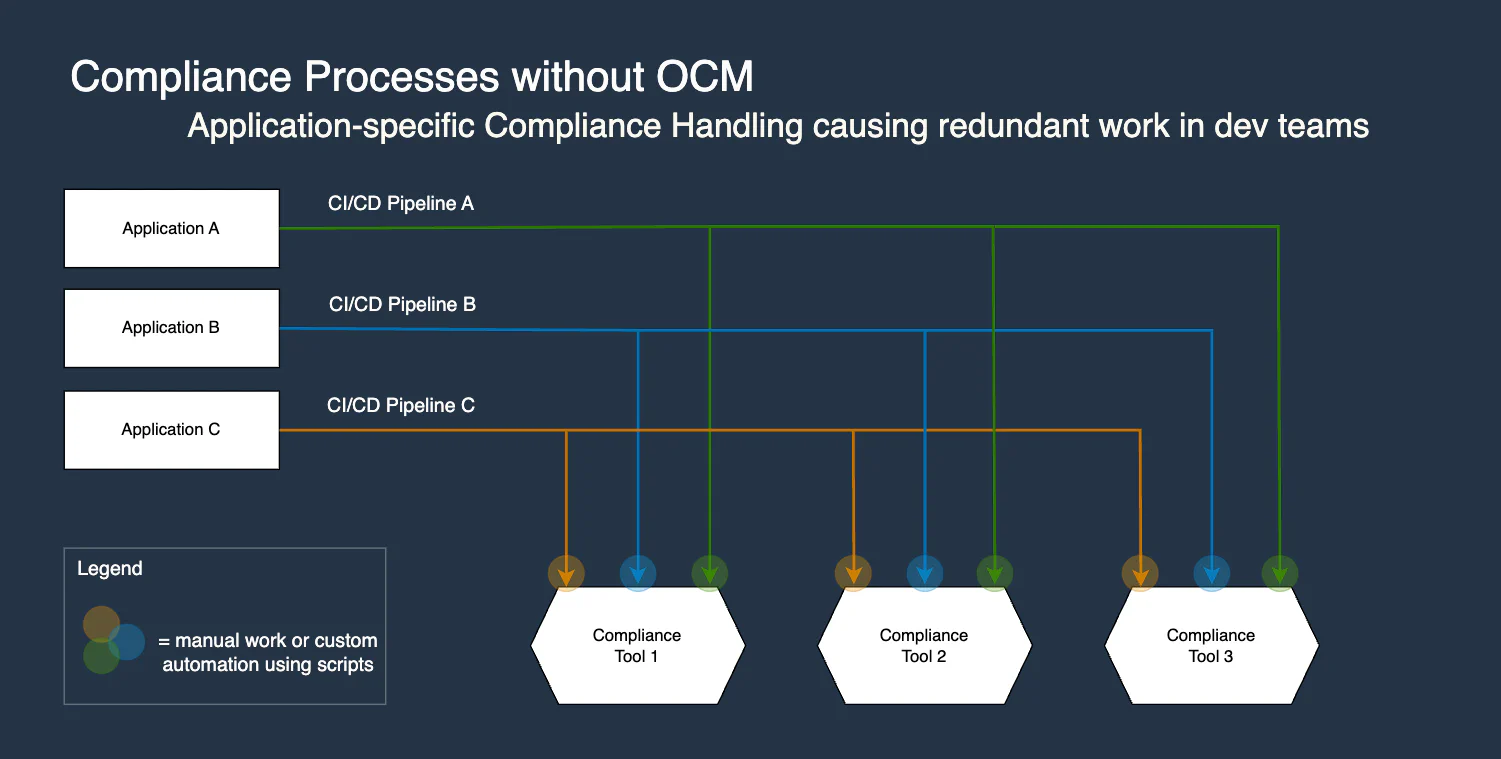 Compliance Processes without OCM
Application-specific Compliance Handling causing redundant work in dev teams
CI/CD Pipeline A
Application A
CI/CD Pipeline B
Application B
CI/CD Pipeline C
Application C
Legend
= manual work or custom
automation using scripts
Compliance
Tool 1
Compliance
Tool 2
Compliance
Tool 3